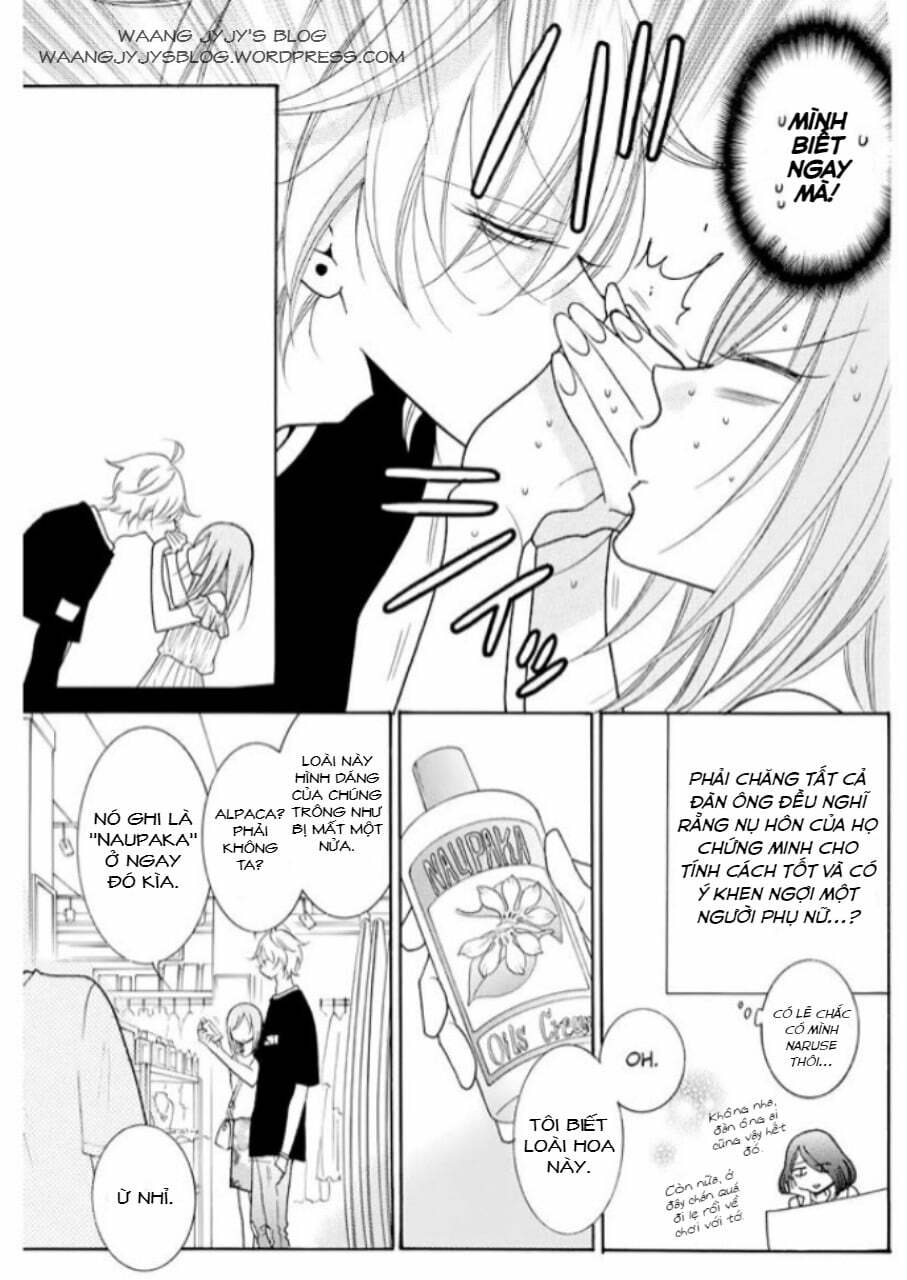 WAANG JYJY'S BLOG
WAANGJYJYSBLOG.WORDPRESS.COM
MÌNH
BIẾT
NGAY
MÀ!
PHẢI CHĂNG TẤT CẢ
ĐÀN ÔNG ĐỀU NGHĨ
RẰNG NỤ HÔN CỦA HỌ
CHỨNG MINH CHO
TÍNH CÁCH TỐT VÀ CÓ
Ý KHEN NGỢI MỘT
NGƯỜI PHỤ NỮ...?
CÓ LẼ CHẮC
CÓ MÌNH
NARUSE
THÔI...
Không nha,
đàn ông ai
cũng vậy hết
đó.
Còn nữa, ở
đây chán quá
đi lẹ rồi về
chơi với tớ.
NAUPAKA
Oils Cream
OH.
TÔI BIẾT
LOÀI HOA
NÀY.
LOÀI NÀY
HÌNH DÁNG
CỦA CHÚNG
TRÔNG NHƯ
BỊ MẤT MỘT
NỬA.
ALPACA?
PHẢI
KHÔNG
TA?
NÓ GHI LÀ
"NAUPAKA"
Ở NGAY
ĐÓ KÌA.
Ừ NHỈ.